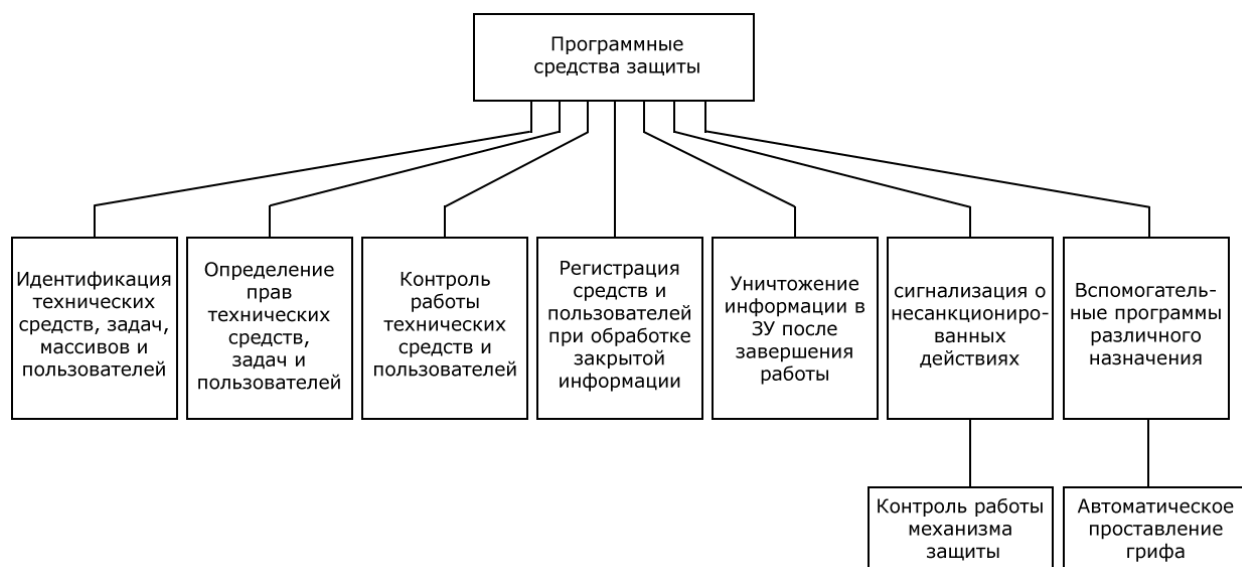 Программные
средства защиты
Идентификация
технических
средств, задач,
массивов и
пользователей
Определение
прав
технических
средств,
задач и
пользователей
Контроль
работы
технических
средств и
пользователей
Регистрация
средств и
пользователей
при обработке
закрытой
информации
Уничтожение
информации в
ЗУ после
завершения
работы
сигнализация о
несанкциониро-
ванных
действиях
Вспомогатель-
ные программы
различного
назначения
Контроль работы
механизма
защиты
Автоматическое
проставление
грифа